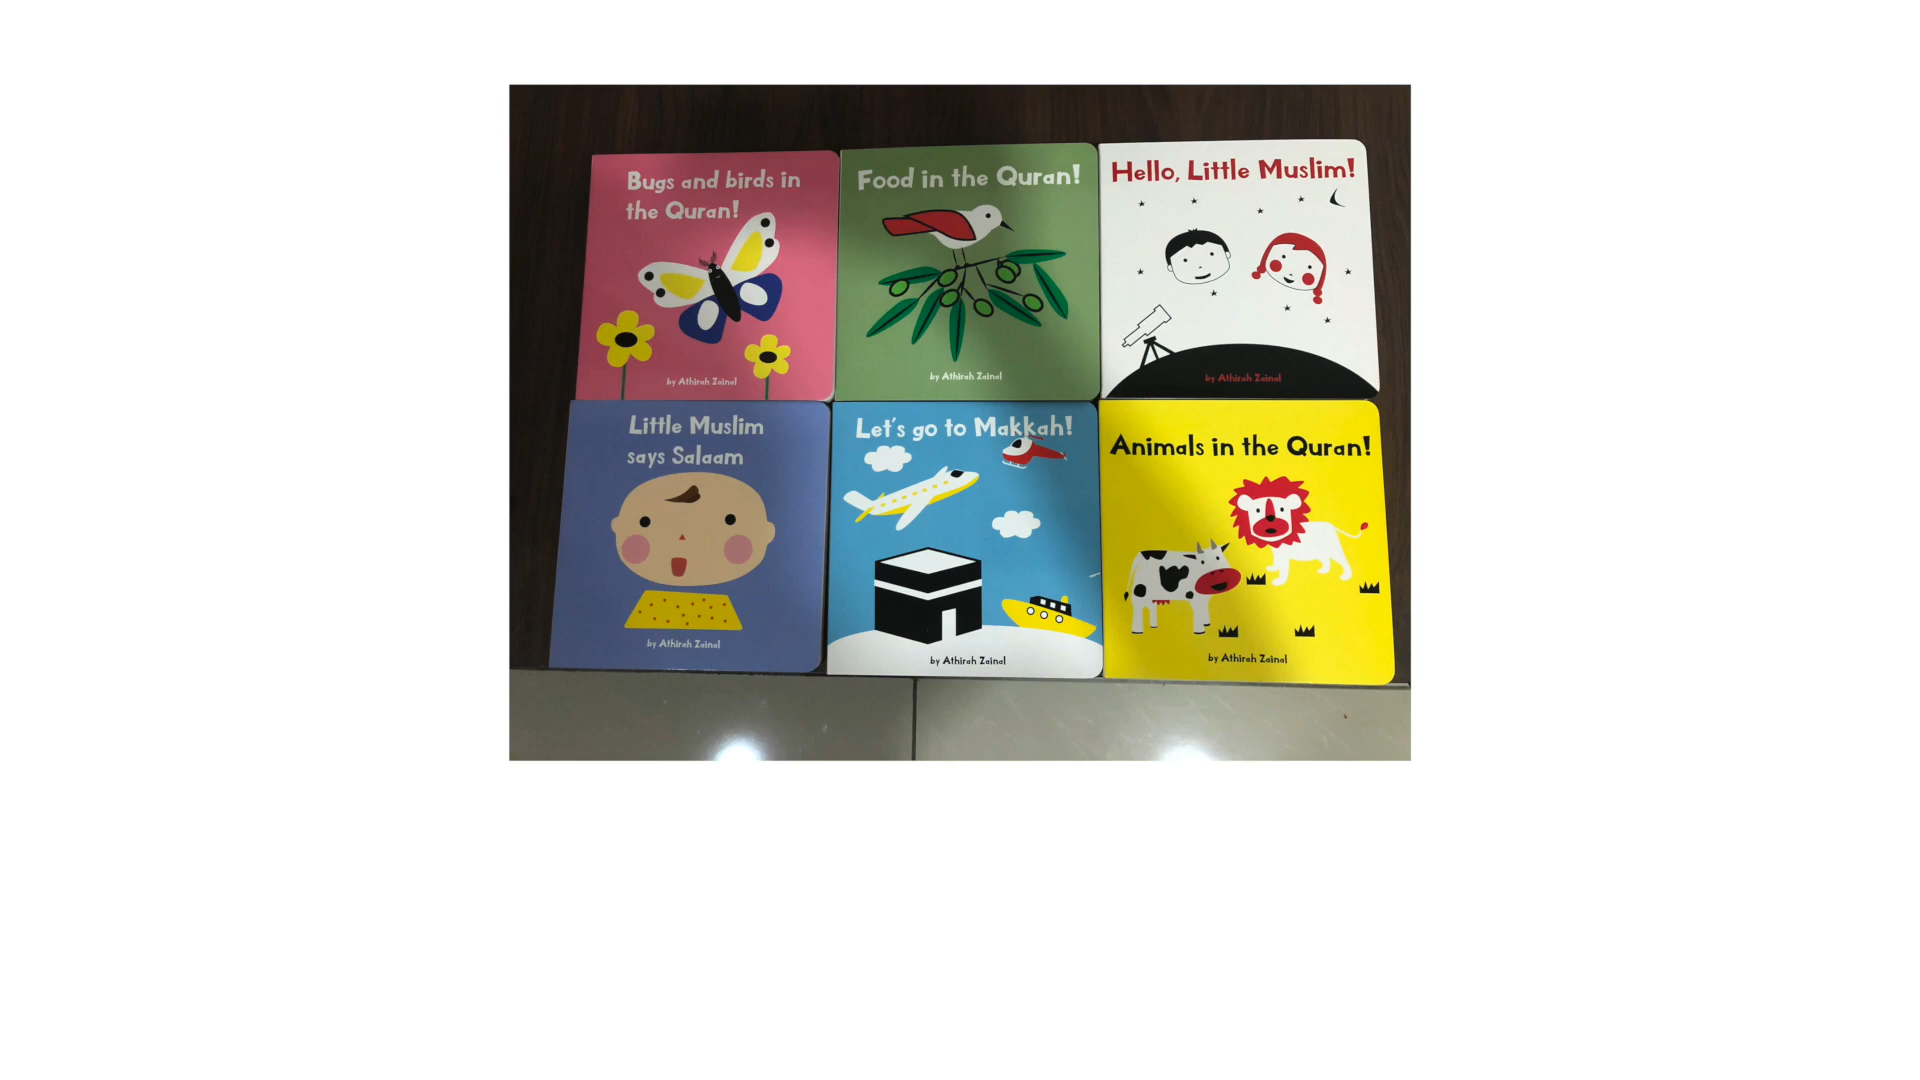 Bugs and birds in
the Quran!
by Athirah Zainal
Food in the Quran!
by Athirah Zainal
Hello, Little Muslim!
by Athirah Zainal
Little Muslim
says Salaam
by Athirah Zainal
Let's go to Makkah!
by Athirah Zainal
Animals in the Quran!
by Athirah Zainal